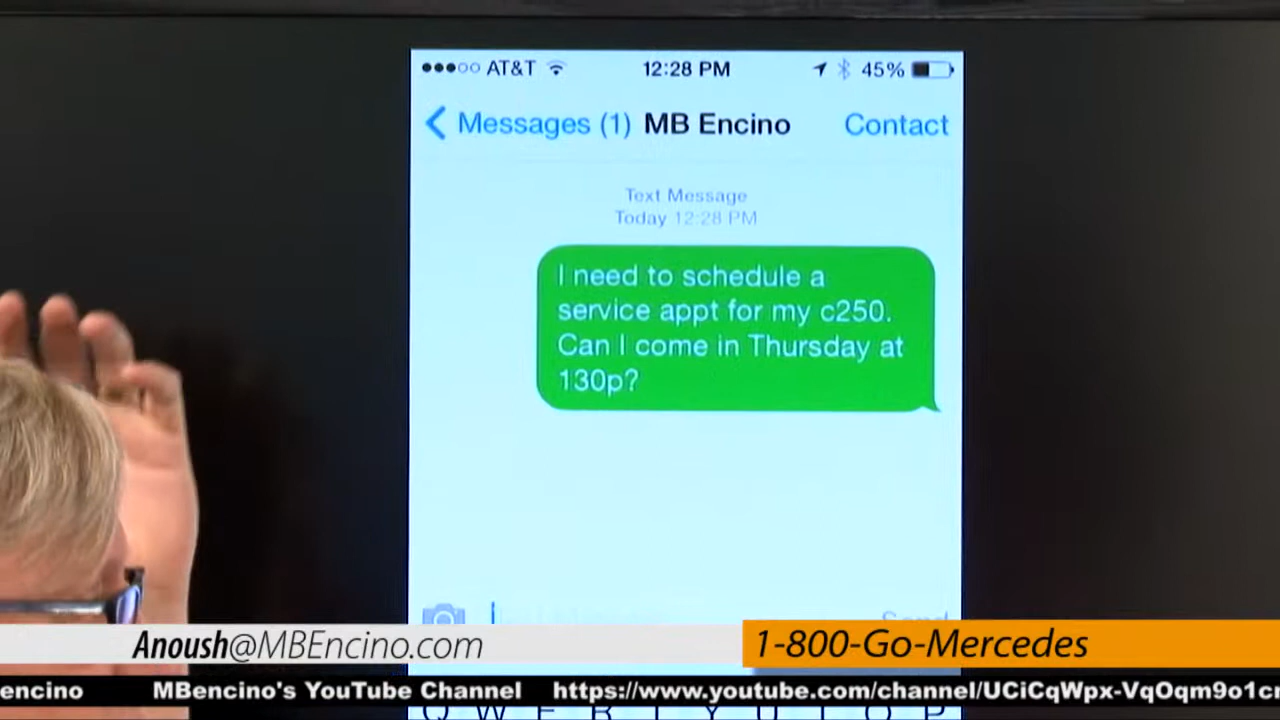 AT&T 12:28 PM 45%
Messages (1) MB Encino Contact
Text Message
Today 12:28 PM
I need to schedule a
service appt for my c250.
Can I come in Thursday at
130p?
Send
Anoush@MBEncino.com
1-800-Go-Mercedes
encino MBencino's YouTube Channel https://www.youtube.com/channel/UCiCqWpx-VqOqm9o1cr
Q W E R T Y U I O P